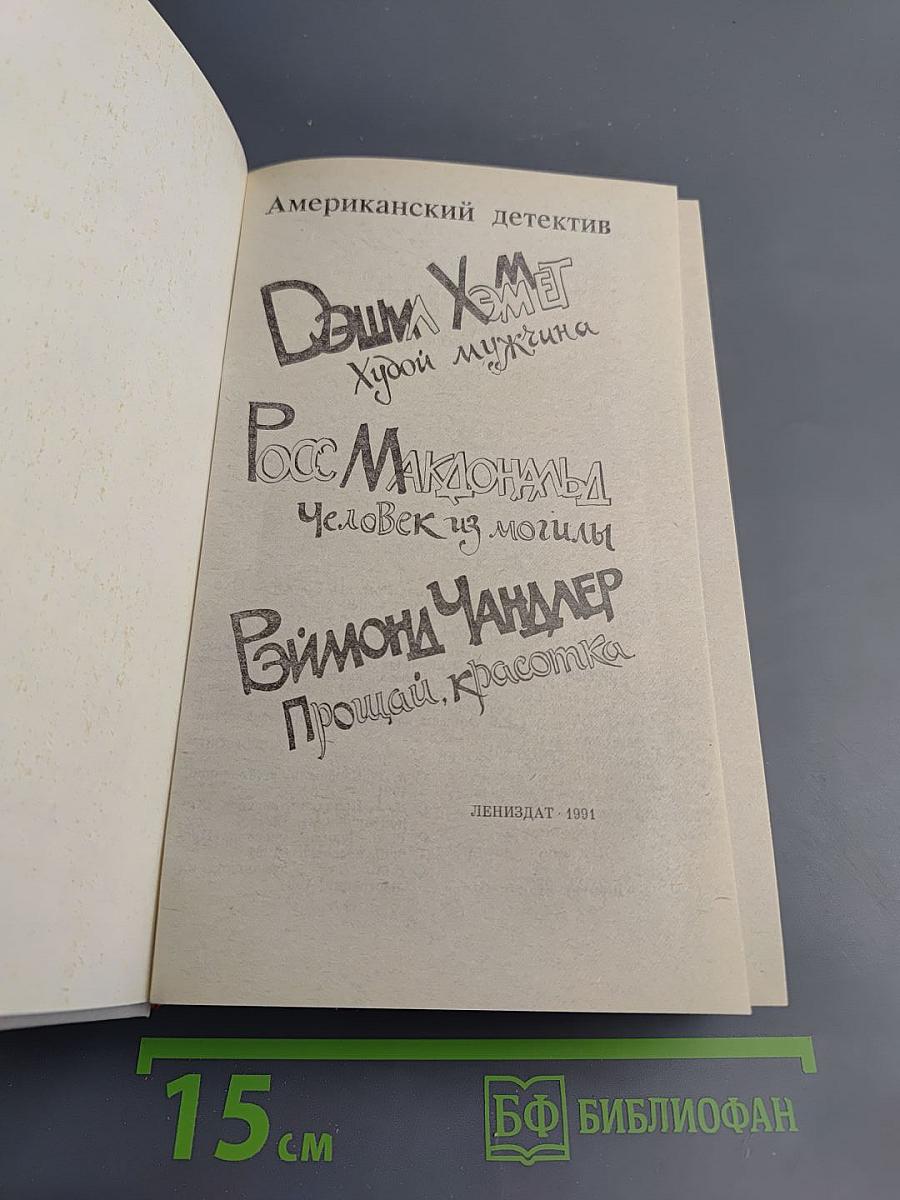 Американский детектив
Дэшил Хэммет
Худой мужчина
Росс Макдональд
Человек из могилы
Рэймонд Чандлер
Прощай, красотка
ЛЕНИЗДАТ · 1991
15 см
БФ БИБЛИОФАН